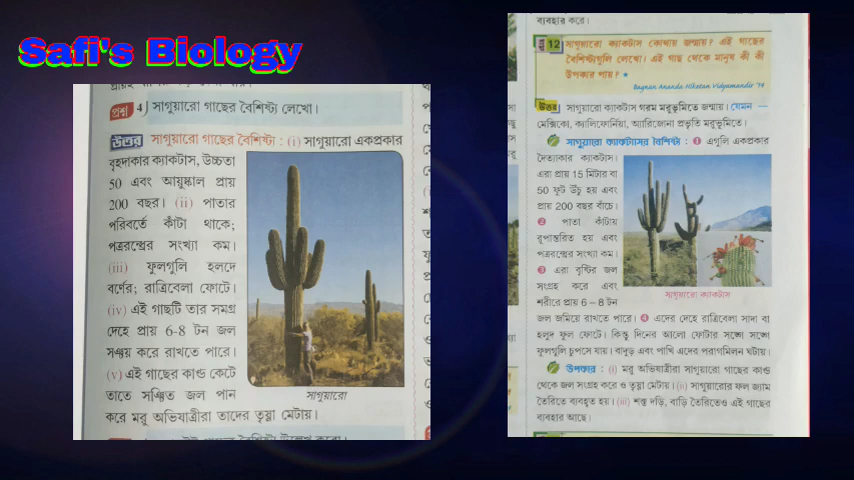 Safi's Biology
প্রশ্ন 4 সাগুয়ারো গাছের বৈশিষ্ট্য লেখো।
উত্তর সাগুয়ারো গাছের বৈশিষ্ট্য : (i) সাগুয়ারো একপ্রকার
বৃহদাকার ক্যাকটাস, উচ্চতা
50 এবং আয়ুষ্কাল প্রায়
200 বছর। (ii) পাতার
পরিবর্তে কাঁটা থাকে;
পত্ররন্ধ্রের সংখ্যা কম।
(iii) ফুলগুলি হলদে
বর্ণের; রাত্রিবেলা ফোটে।
(iv) এই গাছটি তার সমগ্র
দেহে প্রায় 6-8 টন জল
সঞ্চয় করে রাখতে পারে।
(v) এই গাছের কাণ্ড কেটে
তাতে সঞ্চিত জল পান
করে মরু অভিযাত্রীরা তাদের তৃষ্ণা মেটায়।
সাগুয়ারো
ব্যবহার করে।
12 সাগুয়ারো ক্যাকটাস কোথায় জন্মায়? এই গাছের
বৈশিষ্ট্যগুলি লেখো। এই গাছ থেকে মানুষ কী কী
উপকার পায়?
Bagnan Ananda Niketan Vidyamandir '14
উত্তর সাগুয়ারো ক্যাকটাস গরম মরুভূমিতে জন্মায়। যেমন —
মেক্সিকো, ক্যালিফোর্নিয়া, অ্যারিজোনা প্রভৃতি মরুভূমিতে।
সাগুয়ারো ক্যাকটাসের বৈশিষ্ট্য : 1 এগুলি একপ্রকার
দৈত্যাকার ক্যাকটাস।
এরা প্রায় 15 মিটার বা
50 ফুট উঁচু হয় এবং
প্রায় 200 বছর বাঁচে।
2 পাতা কাঁটায়
রূপান্তরিত হয় এবং
পত্ররন্ধ্রের সংখ্যা কম।
3 এরা বৃষ্টির জল
সংগ্রহ করে এবং
শরীরে প্রায় 6 – 8 টন
জল জমিয়ে রাখতে পারে। 4 এদের দেহে রাত্রিবেলা সাদা বা
হলুদ ফুল ফোটে। কিন্তু দিনের আলো ফোটার সঙ্গে সঙ্গে
ফুলগুলি চুপসে যায়। বাদুড় এবং পাখি এদের পরাগমিলন ঘটায়।
সাগুয়ারো ক্যাকটাস
উপকার : (i) মরু অভিযাত্রীরা সাগুয়ারো গাছের কাণ্ড
থেকে জল সংগ্রহ করে ও তৃষ্ণা মেটায়। (ii) সাগুয়ারোর ফল জ্যাম
তৈরিতে ব্যবহৃত হয়। (iii) শক্ত দড়ি, বাড়ি তৈরিতেও এই গাছের
ব্যবহার আছে।